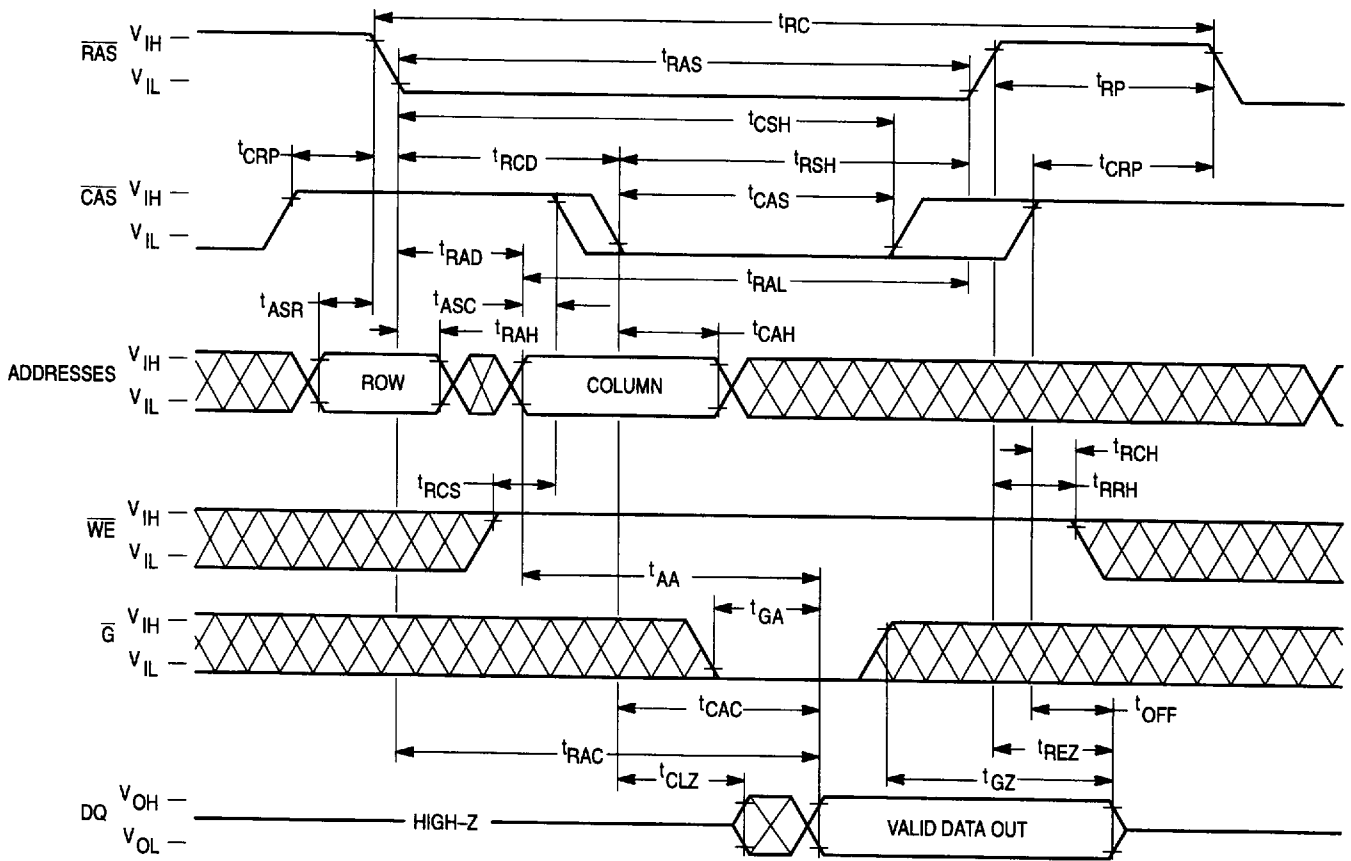 tRC
RAS VIH
VIL
tRAS
tRP
tCSH
tCRP
tRCD
tRSH
tCRP
CAS VIH
VIL
tCAS
tRAD
tRAL
tASR
tASC
tRAH
tCAH
ADDRESSES VIH
VIL
ROW
COLUMN
tRCH
tRCS
tRRH
WE VIH
VIL
tAA
tGA
G VIH
VIL
tCAC
tOFF
tRAC
tREZ
tCLZ
tGZ
DQ VOH
VOL
HIGH–Z
VALID DATA OUT